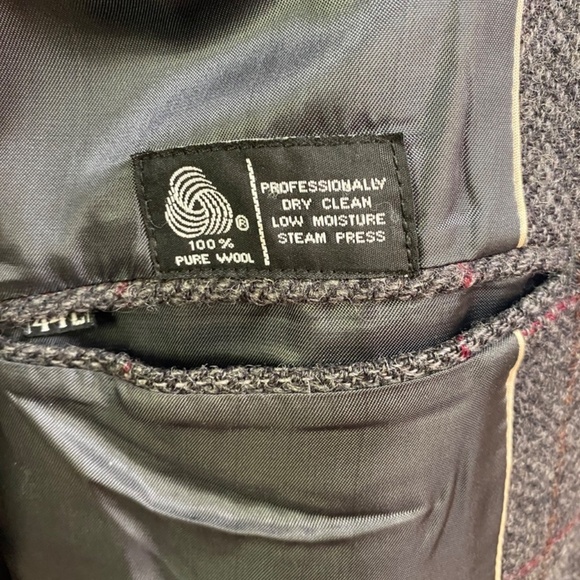 ®
100%
PURE WOOL
PROFESSIONALLY
DRY CLEAN
LOW MOISTURE
STEAM PRESS